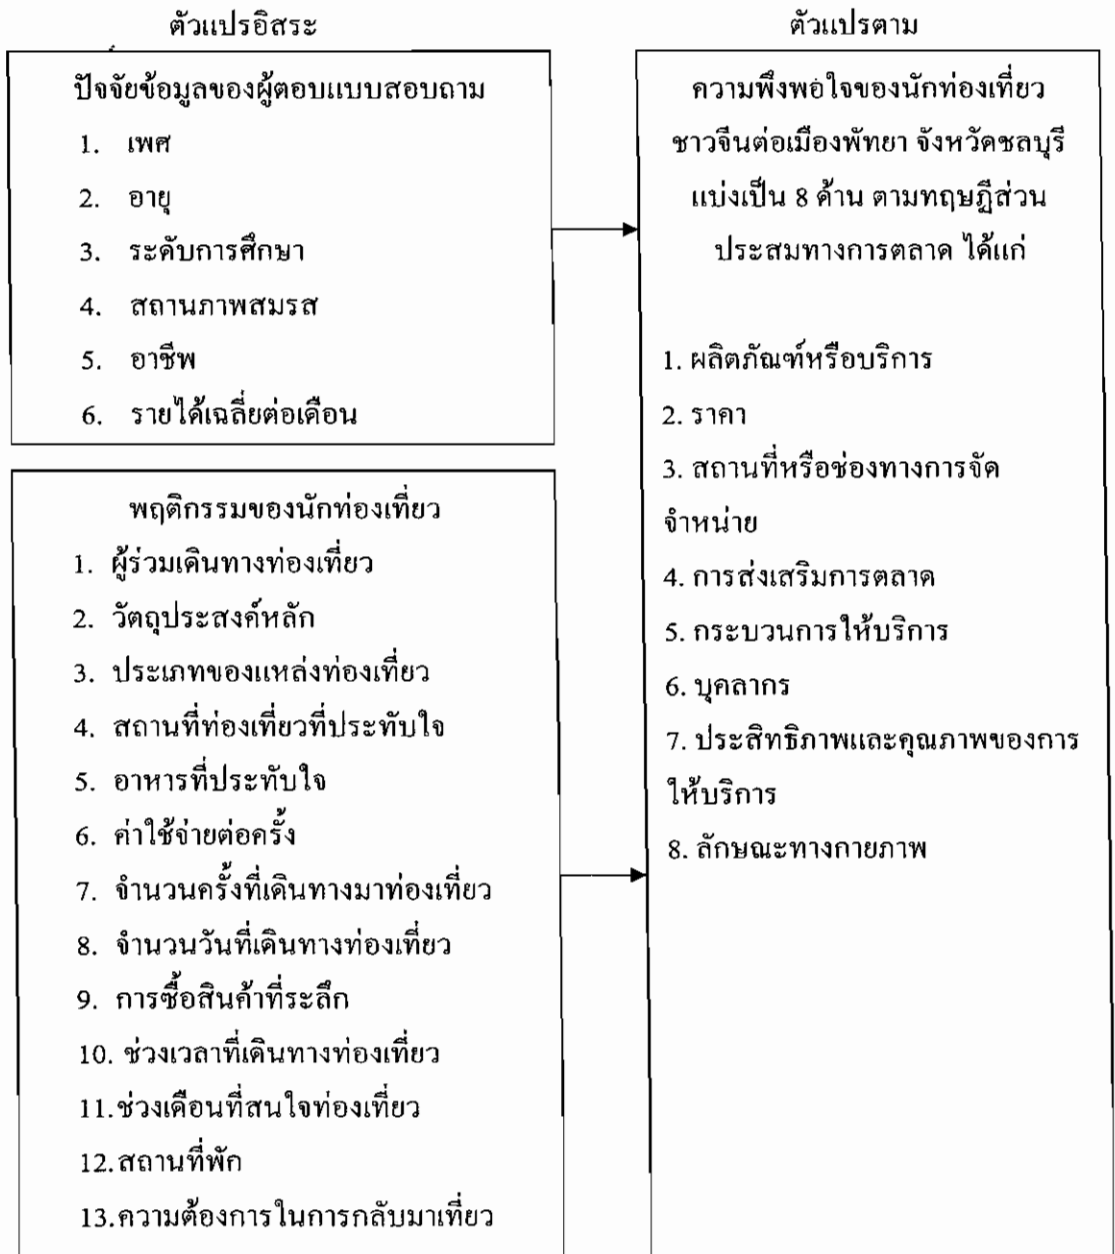 ตัวแปรอิสระ
ปัจจัยข้อมูลของผู้ตอบแบบสอบถาม
1. เพศ
2. อายุ
3. ระดับการศึกษา
4. สถานภาพสมรส
5. อาชีพ
6. รายได้เฉลี่ยต่อเดือน
พฤติกรรมของนักท่องเที่ยว
1. ผู้ร่วมเดินทางท่องเที่ยว
2. วัตถุประสงค์หลัก
3. ประเภทของแหล่งท่องเที่ยว
4. สถานที่ท่องเที่ยวที่ประทับใจ
5. อาหารที่ประทับใจ
6. ค่าใช้จ่ายต่อครั้ง
7. จำนวนครั้งที่เดินทางมาท่องเที่ยว
8. จำนวนวันที่เดินทางท่องเที่ยว
9. การซื้อสินค้าที่ระลึก
10. ช่วงเวลาที่เดินทางท่องเที่ยว
11.ช่วงเดือนที่สนใจท่องเที่ยว
12.สถานที่พัก
13.ความต้องการในการกลับมาเที่ยว
ตัวแปรตาม
ความพึงพอใจของนักท่องเที่ยว
ชาวจีนต่อเมืองพัทยา จังหวัดชลบุรี
แบ่งเป็น 8 ด้าน ตามทฤษฎีส่วน
ประสมทางการตลาด ได้แก่
1. ผลิตภัณฑ์หรือบริการ
2. ราคา
3. สถานที่หรือช่องทางการจัด
จำหน่าย
4. การส่งเสริมการตลาด
5. กระบวนการให้บริการ
6. บุคลากร
7. ประสิทธิภาพและคุณภาพของการ
ให้บริการ
8. ลักษณะทางกายภาพ